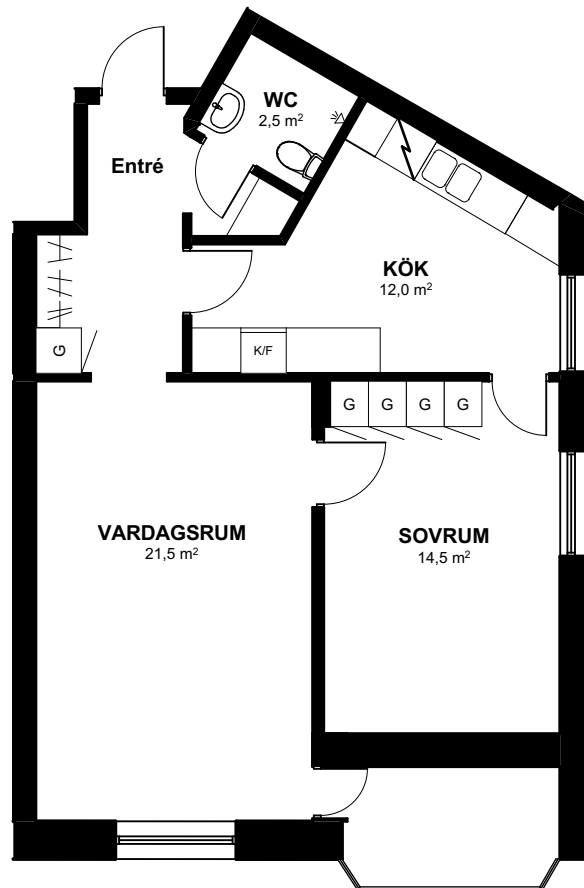 WC
2,5 m²
Entré
KÖK
12,0 m²
G
K/F
G G G G
VARDAGSRUM
21,5 m²
SOVRUM
14,5 m²